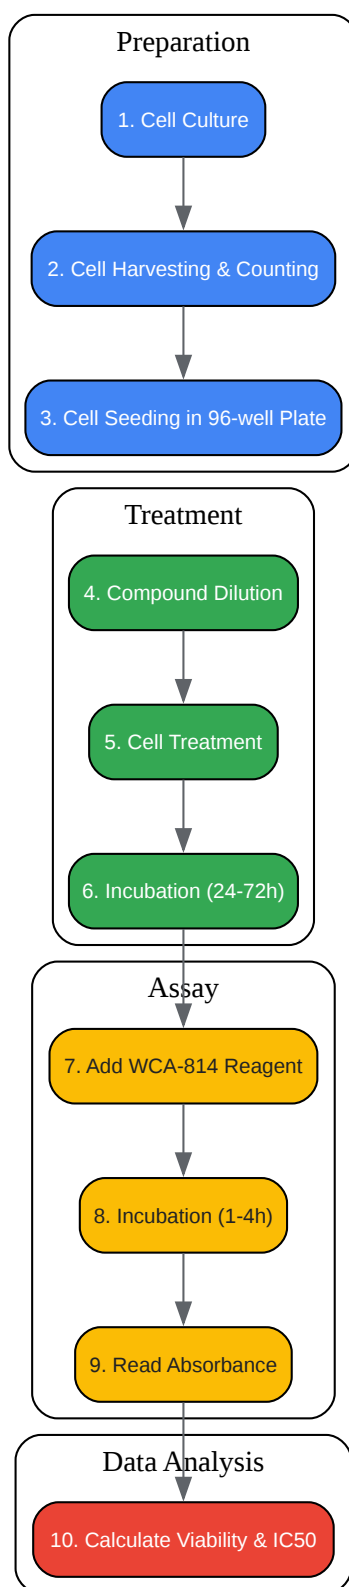 Preparation
1. Cell Culture
2. Cell Harvesting & Counting
3. Cell Seeding in 96-well Plate
Treatment
4. Compound Dilution
5. Cell Treatment
6. Incubation (24-72h)
Assay
7. Add WCA-814 Reagent
8. Incubation (1-4h)
9. Read Absorbance
Data Analysis
10. Calculate Viability & IC50